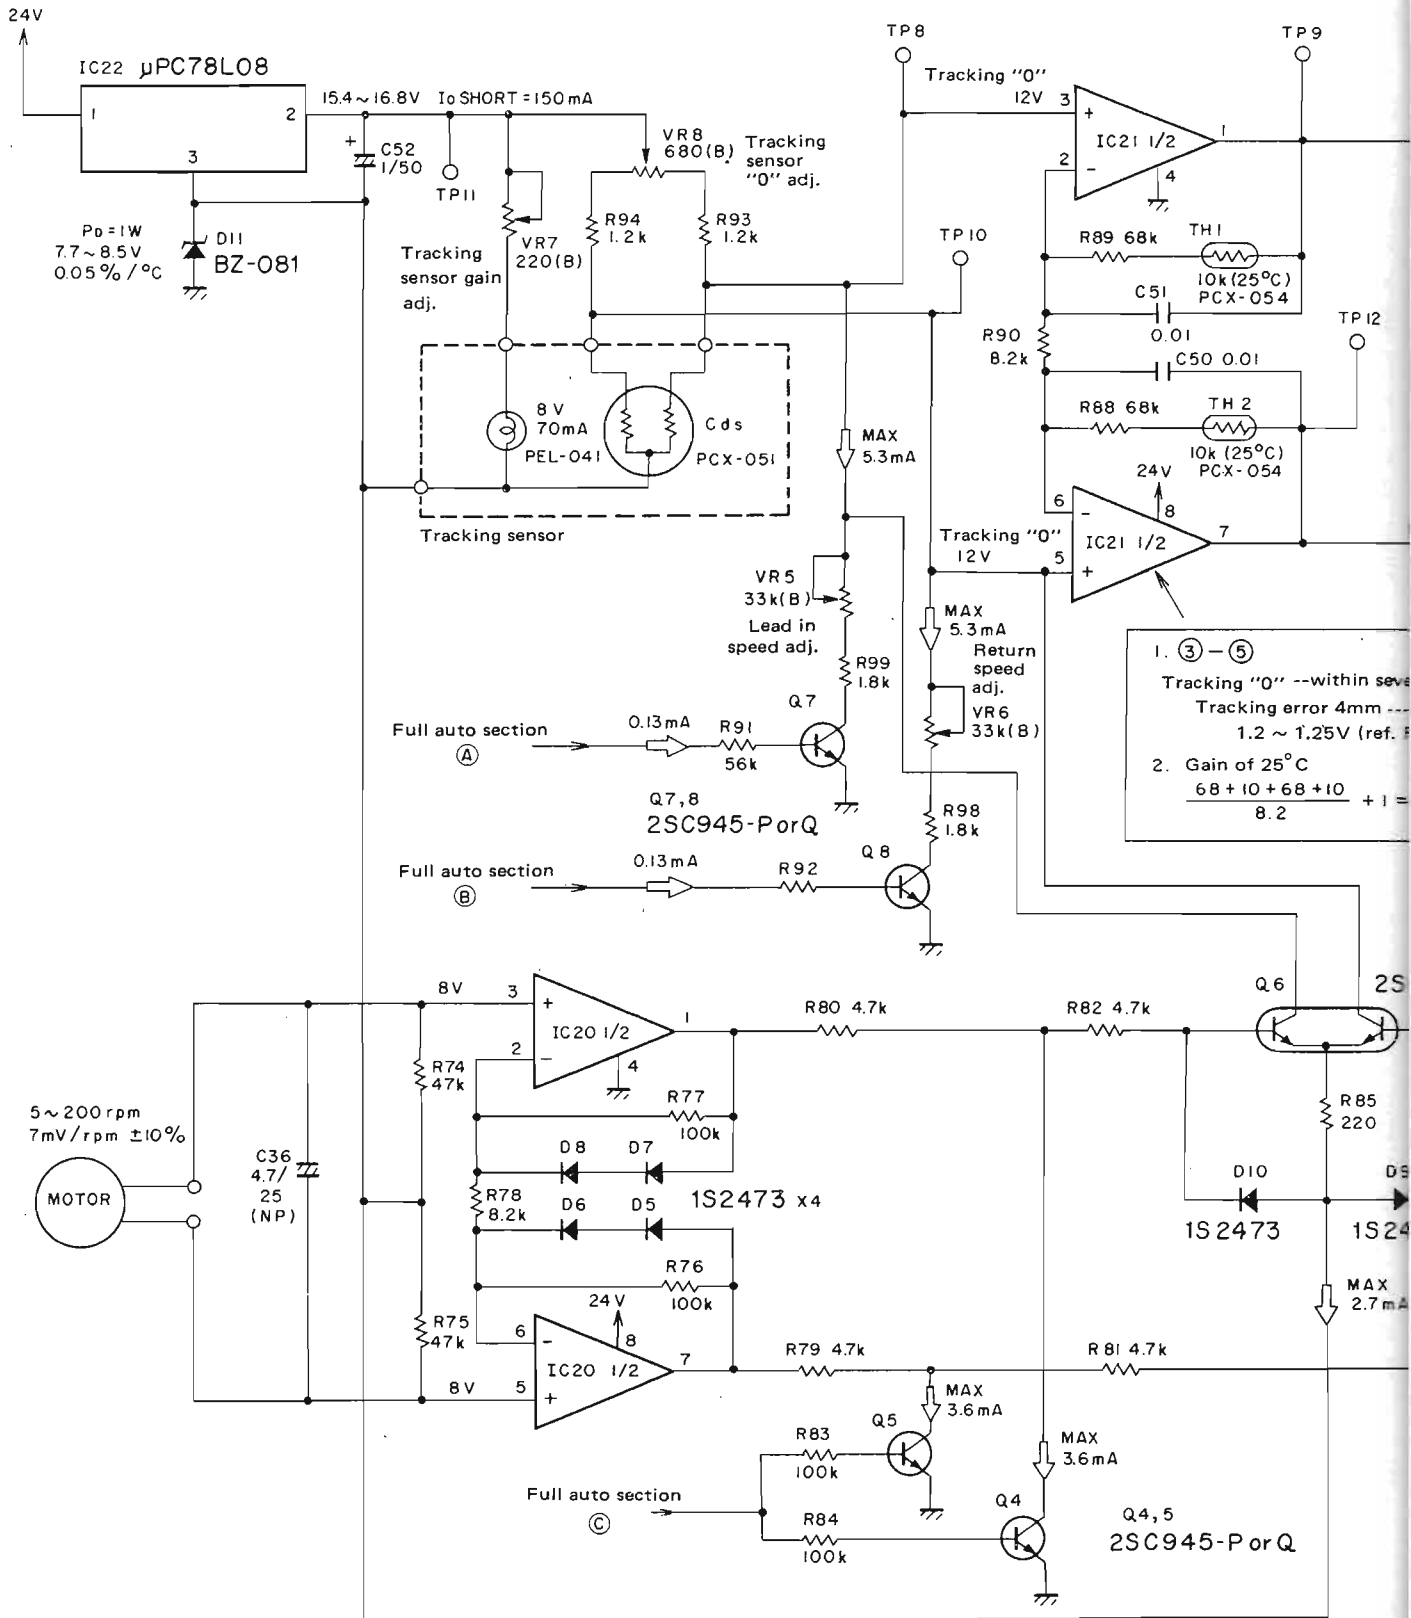 24V
IC22 µPC78L08
1
2
3
15.4~16.8V
Io SHORT = 150mA
+
C52
1/50
TP11
PD = 1W
7.7~8.5V
0.05%/°C
D11
BZ-081
VR8
680(B)
Tracking
sensor
"0" adj.
R94
1.2k
R93
1.2k
VR7
220(B)
Tracking
sensor gain
adj.
8V
70mA
PEL-041
Cds
PCX-051
Tracking sensor
TP8
Tracking "0"
12V
3
+
IC21 1/2
1
2
-
4
TP9
TP10
R89 68k
TH1
10k(25°C)
PCX-054
C51
0.01
R90
8.2k
C50 0.01
TP12
R88 68k
TH2
10k(25°C)
PCX-054
24V
8
6
-
IC21 1/2
7
5
+
Tracking "0"
12V
MAX
5.3mA
VR5
33k(B)
Lead in
speed adj.
R99
1.8k
MAX
5.3mA
Return
speed
adj.
VR6
33k(B)
R98
1.8k
1. ③ - ⑤
Tracking "0" --within
Tracking error 4mm ---
1.2 ~ 1.25V (ref.
2. Gain of 25°C
68 + 10 + 68 + 10
8.2
+ 1 =
Full auto section
Ⓐ
0.13mA
R91
56k
Q7
Q7,8
2SC945-PorQ
Full auto section
Ⓑ
0.13mA
R92
Q8
8V
3
+
IC20 1/2
1
2
-
4
R80 4.7k
R82 4.7k
Q6
2S
R74
47k
R77
100k
R85
220
5~200rpm
7mV/rpm ±10%
MOTOR
C36
4.7/
25
(NP)
D8
D7
R78
8.2k
D6
D5
1S2473 x4
D10
1S2473
R76
100k
MAX
2.7mA
R75
47k
24V
8
6
-
IC20 1/2
7
5
+
8V
R79 4.7k
R81 4.7k
MAX
3.6mA
Q5
R83
100k
MAX
3.6mA
Full auto section
Ⓒ
R84
100k
Q4
Q4,5
2SC945-PorQ